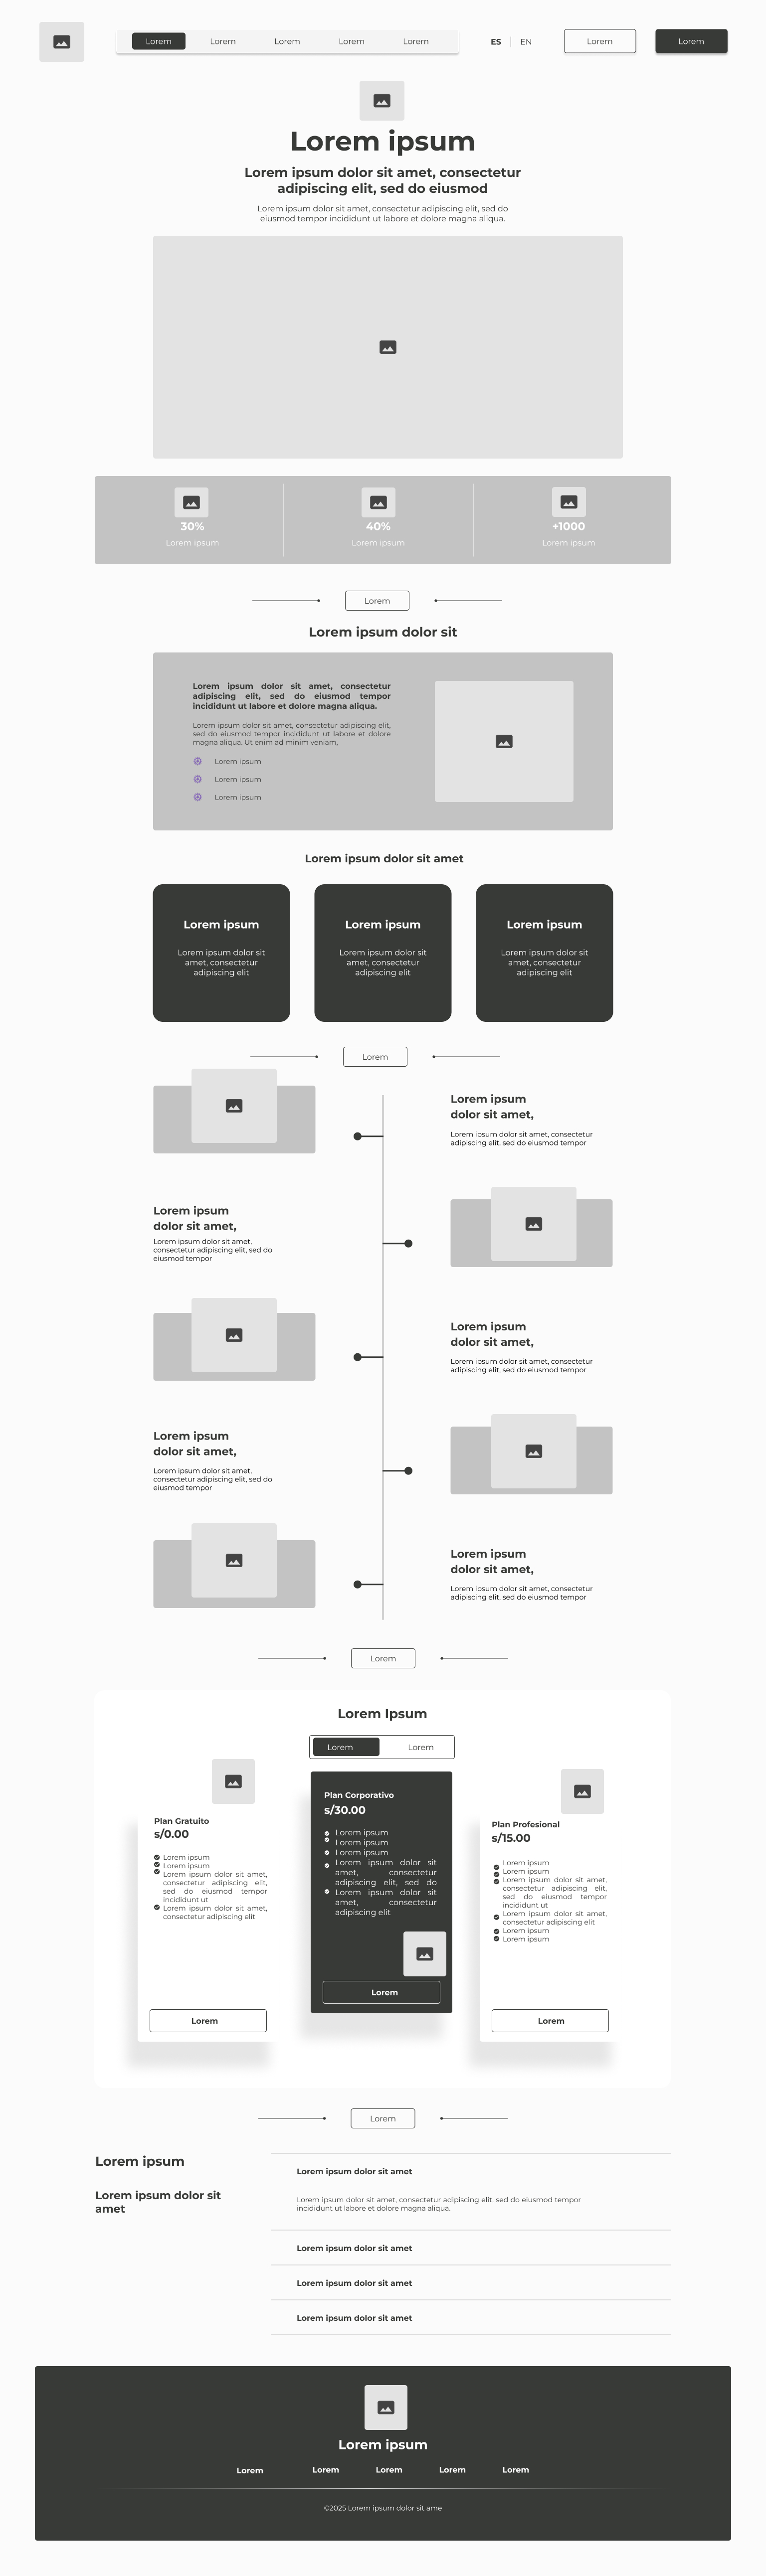 Lorem Lorem Lorem Lorem Lorem ES | EN Lorem Lorem
Lorem ipsum
Lorem ipsum dolor sit amet, consectetur
adipiscing elit, sed do eiusmod
Lorem ipsum dolor sit amet, consectetur adipiscing elit, sed do
eiusmod tempor incididunt ut labore et dolore magna aliqua.
30%
Lorem ipsum
40%
Lorem ipsum
+1000
Lorem ipsum
Lorem
Lorem ipsum dolor sit
Lorem ipsum dolor sit amet, consectetur
adipiscing elit, sed do eiusmod tempor
incididunt ut labore et dolore magna aliqua.
Lorem ipsum dolor sit amet, consectetur adipiscing elit,
sed do eiusmod tempor incididunt ut labore et dolore
magna aliqua. Ut enim ad minim veniam,
Lorem ipsum
Lorem ipsum
Lorem ipsum
Lorem ipsum dolor sit amet
Lorem ipsum
Lorem ipsum dolor sit
amet, consectetur
adipiscing elit
Lorem ipsum
Lorem ipsum dolor sit
amet, consectetur
adipiscing elit
Lorem ipsum
Lorem ipsum dolor sit
amet, consectetur
adipiscing elit
Lorem
Lorem ipsum
dolor sit amet,
Lorem ipsum dolor sit amet, consectetur
adipiscing elit, sed do eiusmod tempor
Lorem ipsum
dolor sit amet,
Lorem ipsum dolor sit amet,
consectetur adipiscing elit, sed do
eiusmod tempor
Lorem ipsum
dolor sit amet,
Lorem ipsum dolor sit amet, consectetur
adipiscing elit, sed do eiusmod tempor
Lorem ipsum
dolor sit amet,
Lorem ipsum dolor sit amet,
consectetur adipiscing elit, sed do
eiusmod tempor
Lorem ipsum
dolor sit amet,
Lorem ipsum dolor sit amet, consectetur
adipiscing elit, sed do eiusmod tempor
Lorem
Lorem Ipsum
Lorem Lorem
Plan Gratuito
s/0.00
Lorem ipsum
Lorem ipsum
Lorem ipsum dolor sit amet,
consectetur adipiscing elit,
sed do eiusmod tempor
incididunt ut
Lorem ipsum dolor sit amet,
consectetur adipiscing elit
Lorem
Plan Corporativo
s/30.00
Lorem ipsum
Lorem ipsum
Lorem ipsum
Lorem ipsum dolor sit
amet, consectetur
adipiscing elit, sed do
Lorem ipsum dolor sit
amet, consectetur
adipiscing elit
Lorem
Plan Profesional
s/15.00
Lorem ipsum
Lorem ipsum
Lorem ipsum dolor sit amet,
consectetur adipiscing elit,
sed do eiusmod tempor
incididunt ut
Lorem ipsum dolor sit amet,
consectetur adipiscing elit
Lorem ipsum
Lorem ipsum
Lorem
Lorem
Lorem ipsum
Lorem ipsum dolor sit
amet
Lorem ipsum dolor sit amet
Lorem ipsum dolor sit amet, consectetur adipiscing elit, sed do eiusmod tempor
incididunt ut labore et dolore magna aliqua.
Lorem ipsum dolor sit amet
Lorem ipsum dolor sit amet
Lorem ipsum dolor sit amet
Lorem ipsum
Lorem Lorem Lorem Lorem Lorem
©2025 Lorem ipsum dolor sit ame